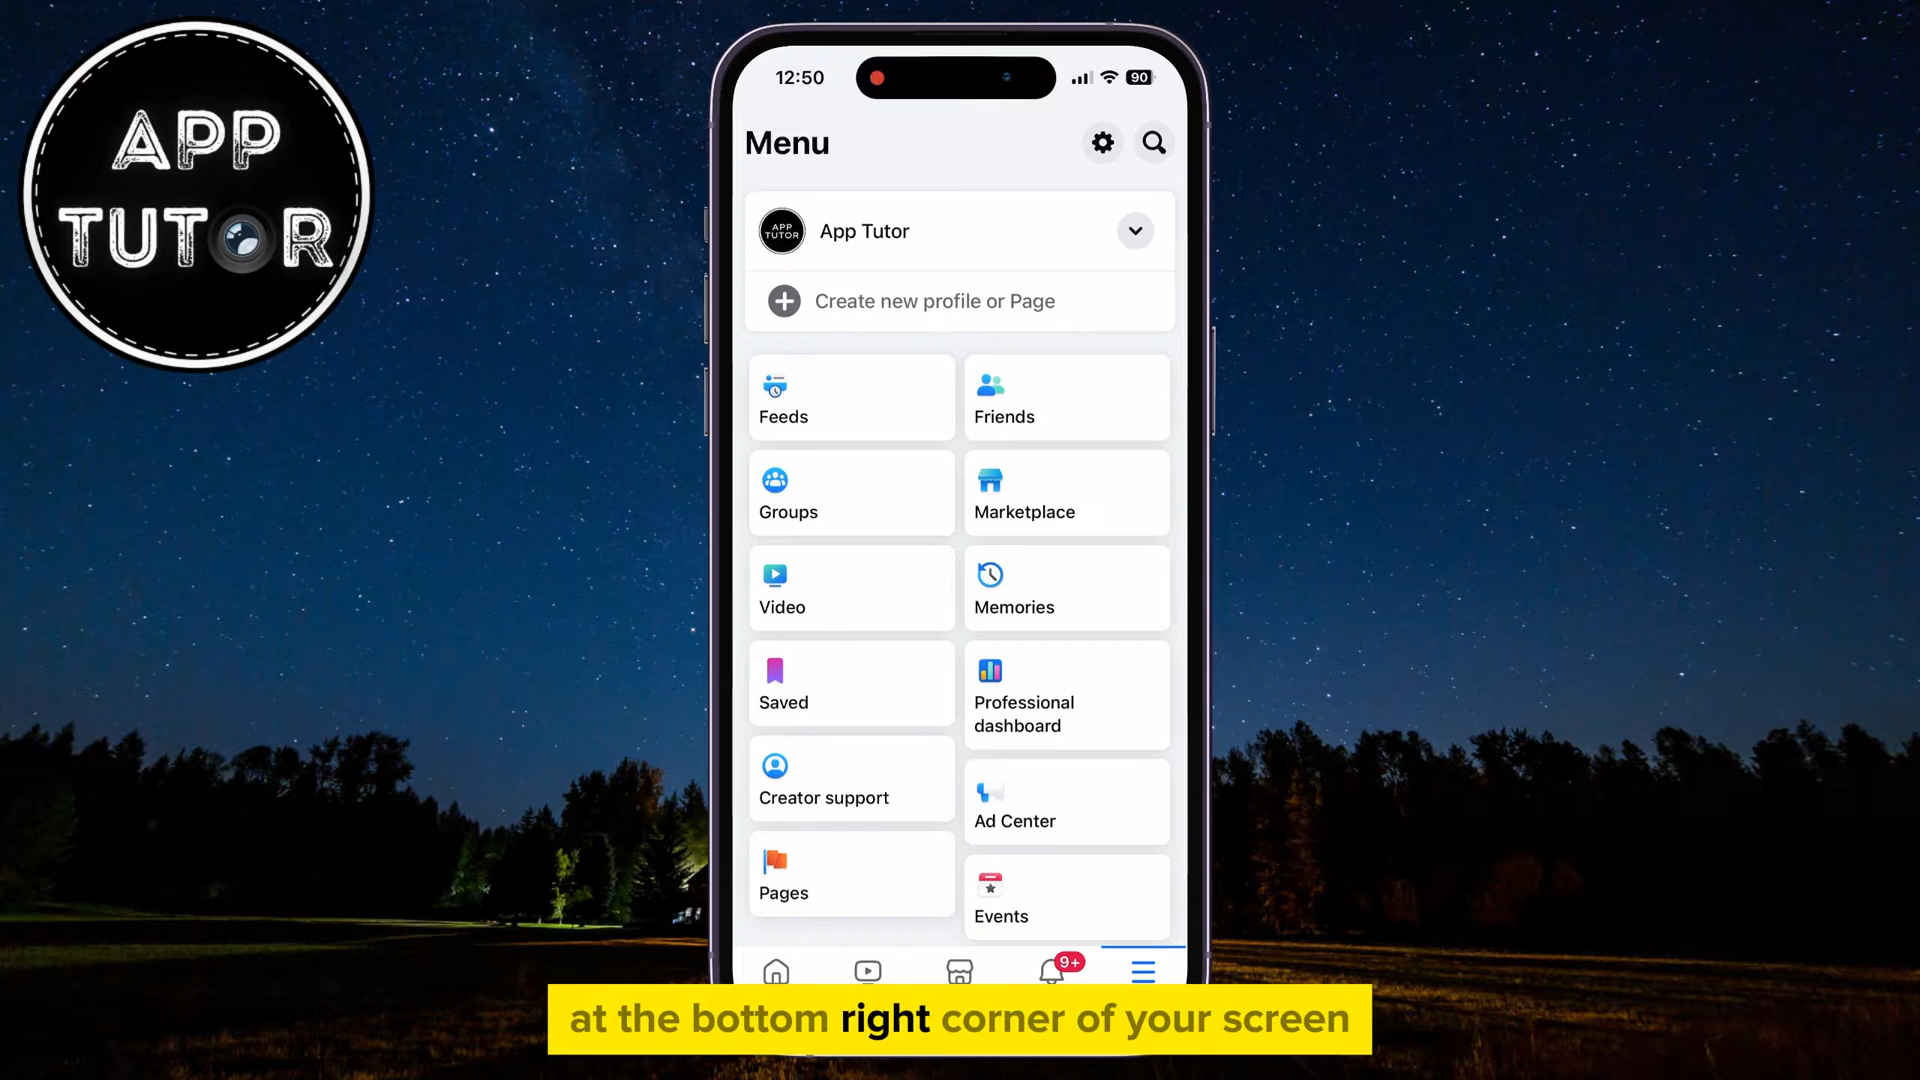 APP
TUTOR
12:50
90
Menu
APP
TUTOR
App Tutor
Create new profile or Page
Feeds
Friends
Groups
Marketplace
Video
Memories
Saved
Professional
dashboard
Creator support
Ad Center
Pages
Events
9+
at the bottom right corner of your screen